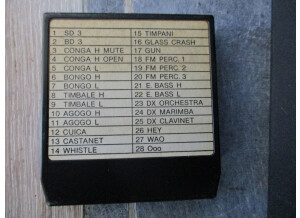 1 SD 3
2 BD 3
3 CONGA H MUTE
4 CONGA H OPEN
5 CONGA L
6 BONGO H
7 BONGO L
8 TIMBALE H
9 TIMBALE L
10 AGOGO H
11 AGOGO L
12 CUICA
13 CASTANET
14 WHISTLE
15 TIMPANI
16 GLASS CRASH
17 GUN
18 FM PERC. 1
19 FM PERC. 2
20 FM PERC. 3
21 E. BASS H
22 E. BASS L
23 DX ORCHESTRA
24 DX MARIMBA
25 DX CLAVINET
26 HEY
27 WAO
28 Ooo